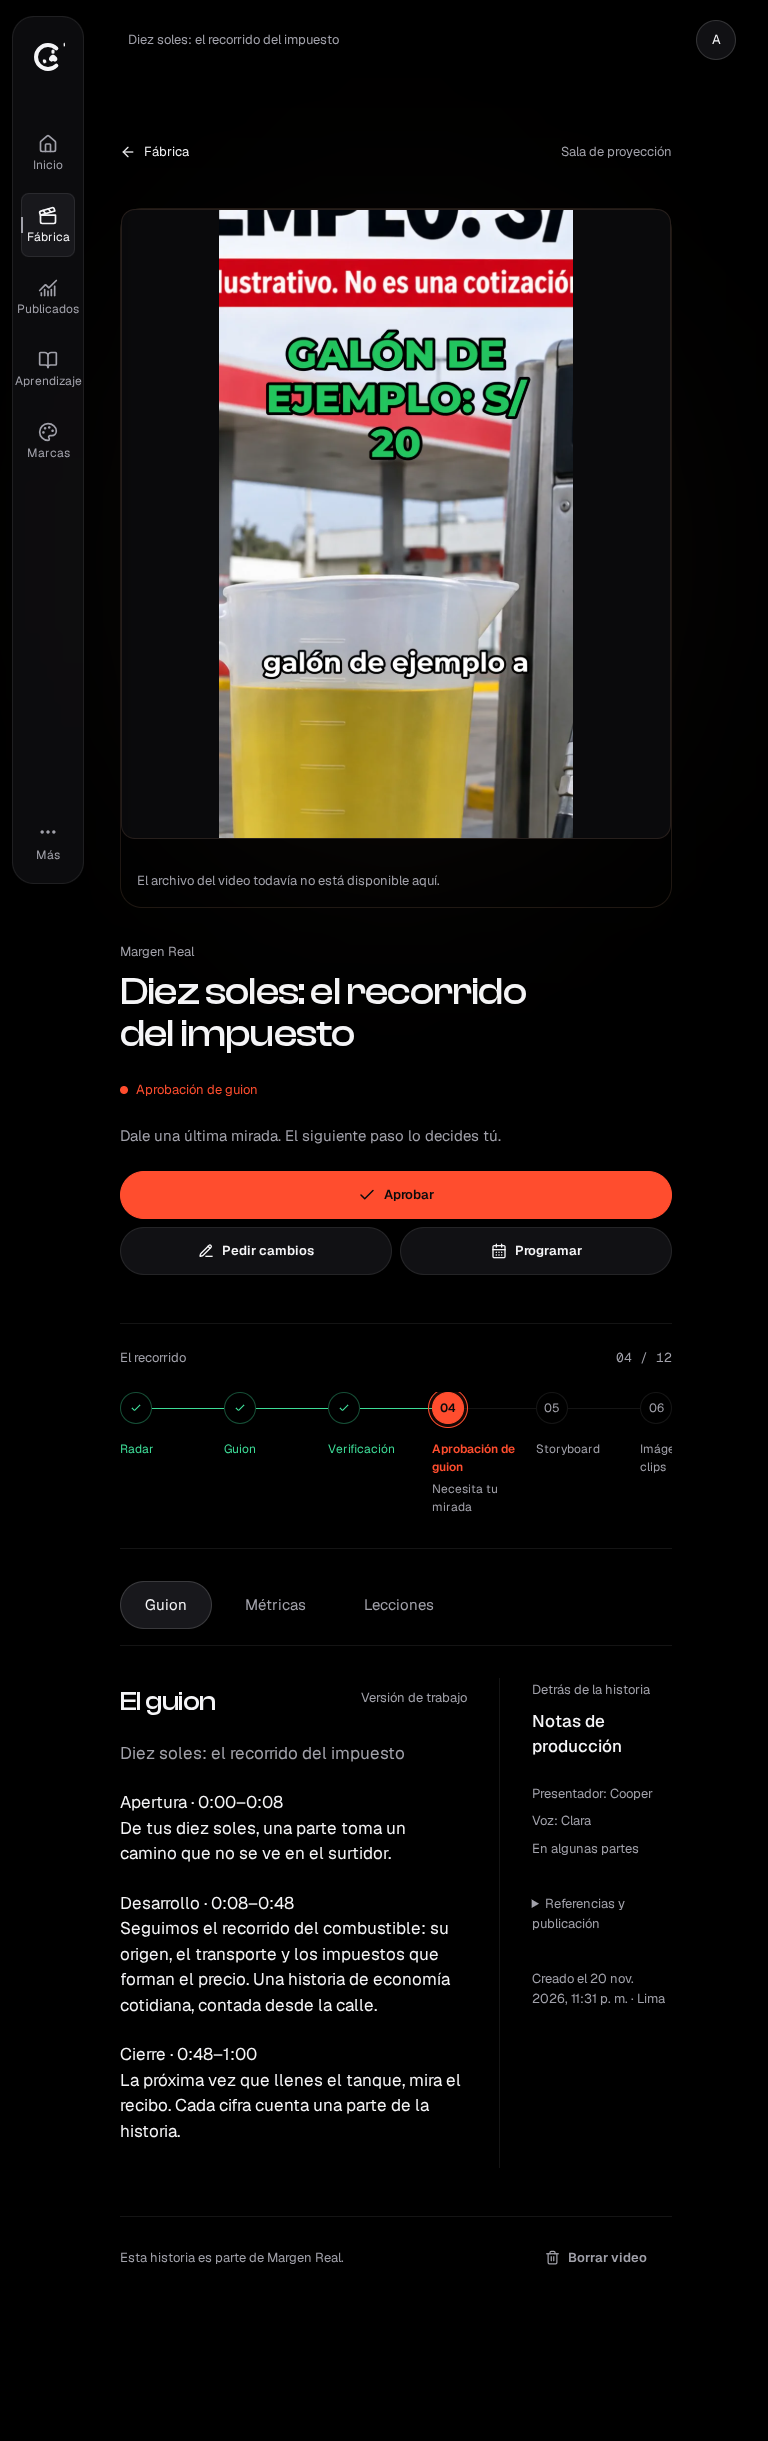 Diez soles: el recorrido del impuesto
A
Inicio
Fábrica
Publicados
Aprendizaje
Marcas
Más
Fábrica
Sala de proyección
EMPLO: S/
lustrativo. No es una cotización
GALÓN DE
EJEMPLO: S/
20
galón de ejemplo a
El archivo del video todavía no está disponible aquí.
Margen Real
Diez soles: el recorrido
del impuesto
Aprobación de guion
Dale una última mirada. El siguiente paso lo decides tú.
Aprobar
Pedir cambios
Programar
El recorrido
04 / 12
04
05
06
Radar
Guion
Verificación
Aprobación de
guion
Necesita tu
mirada
Storyboard
Imáge
clips
Guion
Métricas
Lecciones
El guion
Versión de trabajo
Diez soles: el recorrido del impuesto
Apertura · 0:00–0:08
De tus diez soles, una parte toma un
camino que no se ve en el surtidor.
Desarrollo · 0:08–0:48
Seguimos el recorrido del combustible: su
origen, el transporte y los impuestos que
forman el precio. Una historia de economía
cotidiana, contada desde la calle.
Cierre · 0:48–1:00
La próxima vez que llenes el tanque, mira el
recibo. Cada cifra cuenta una parte de la
historia.
Detrás de la historia
Notas de
producción
Presentador: Cooper
Voz: Clara
En algunas partes
Referencias y
publicación
Creado el 20 nov.
2026, 11:31 p. m. · Lima
Esta historia es parte de Margen Real.
Borrar video